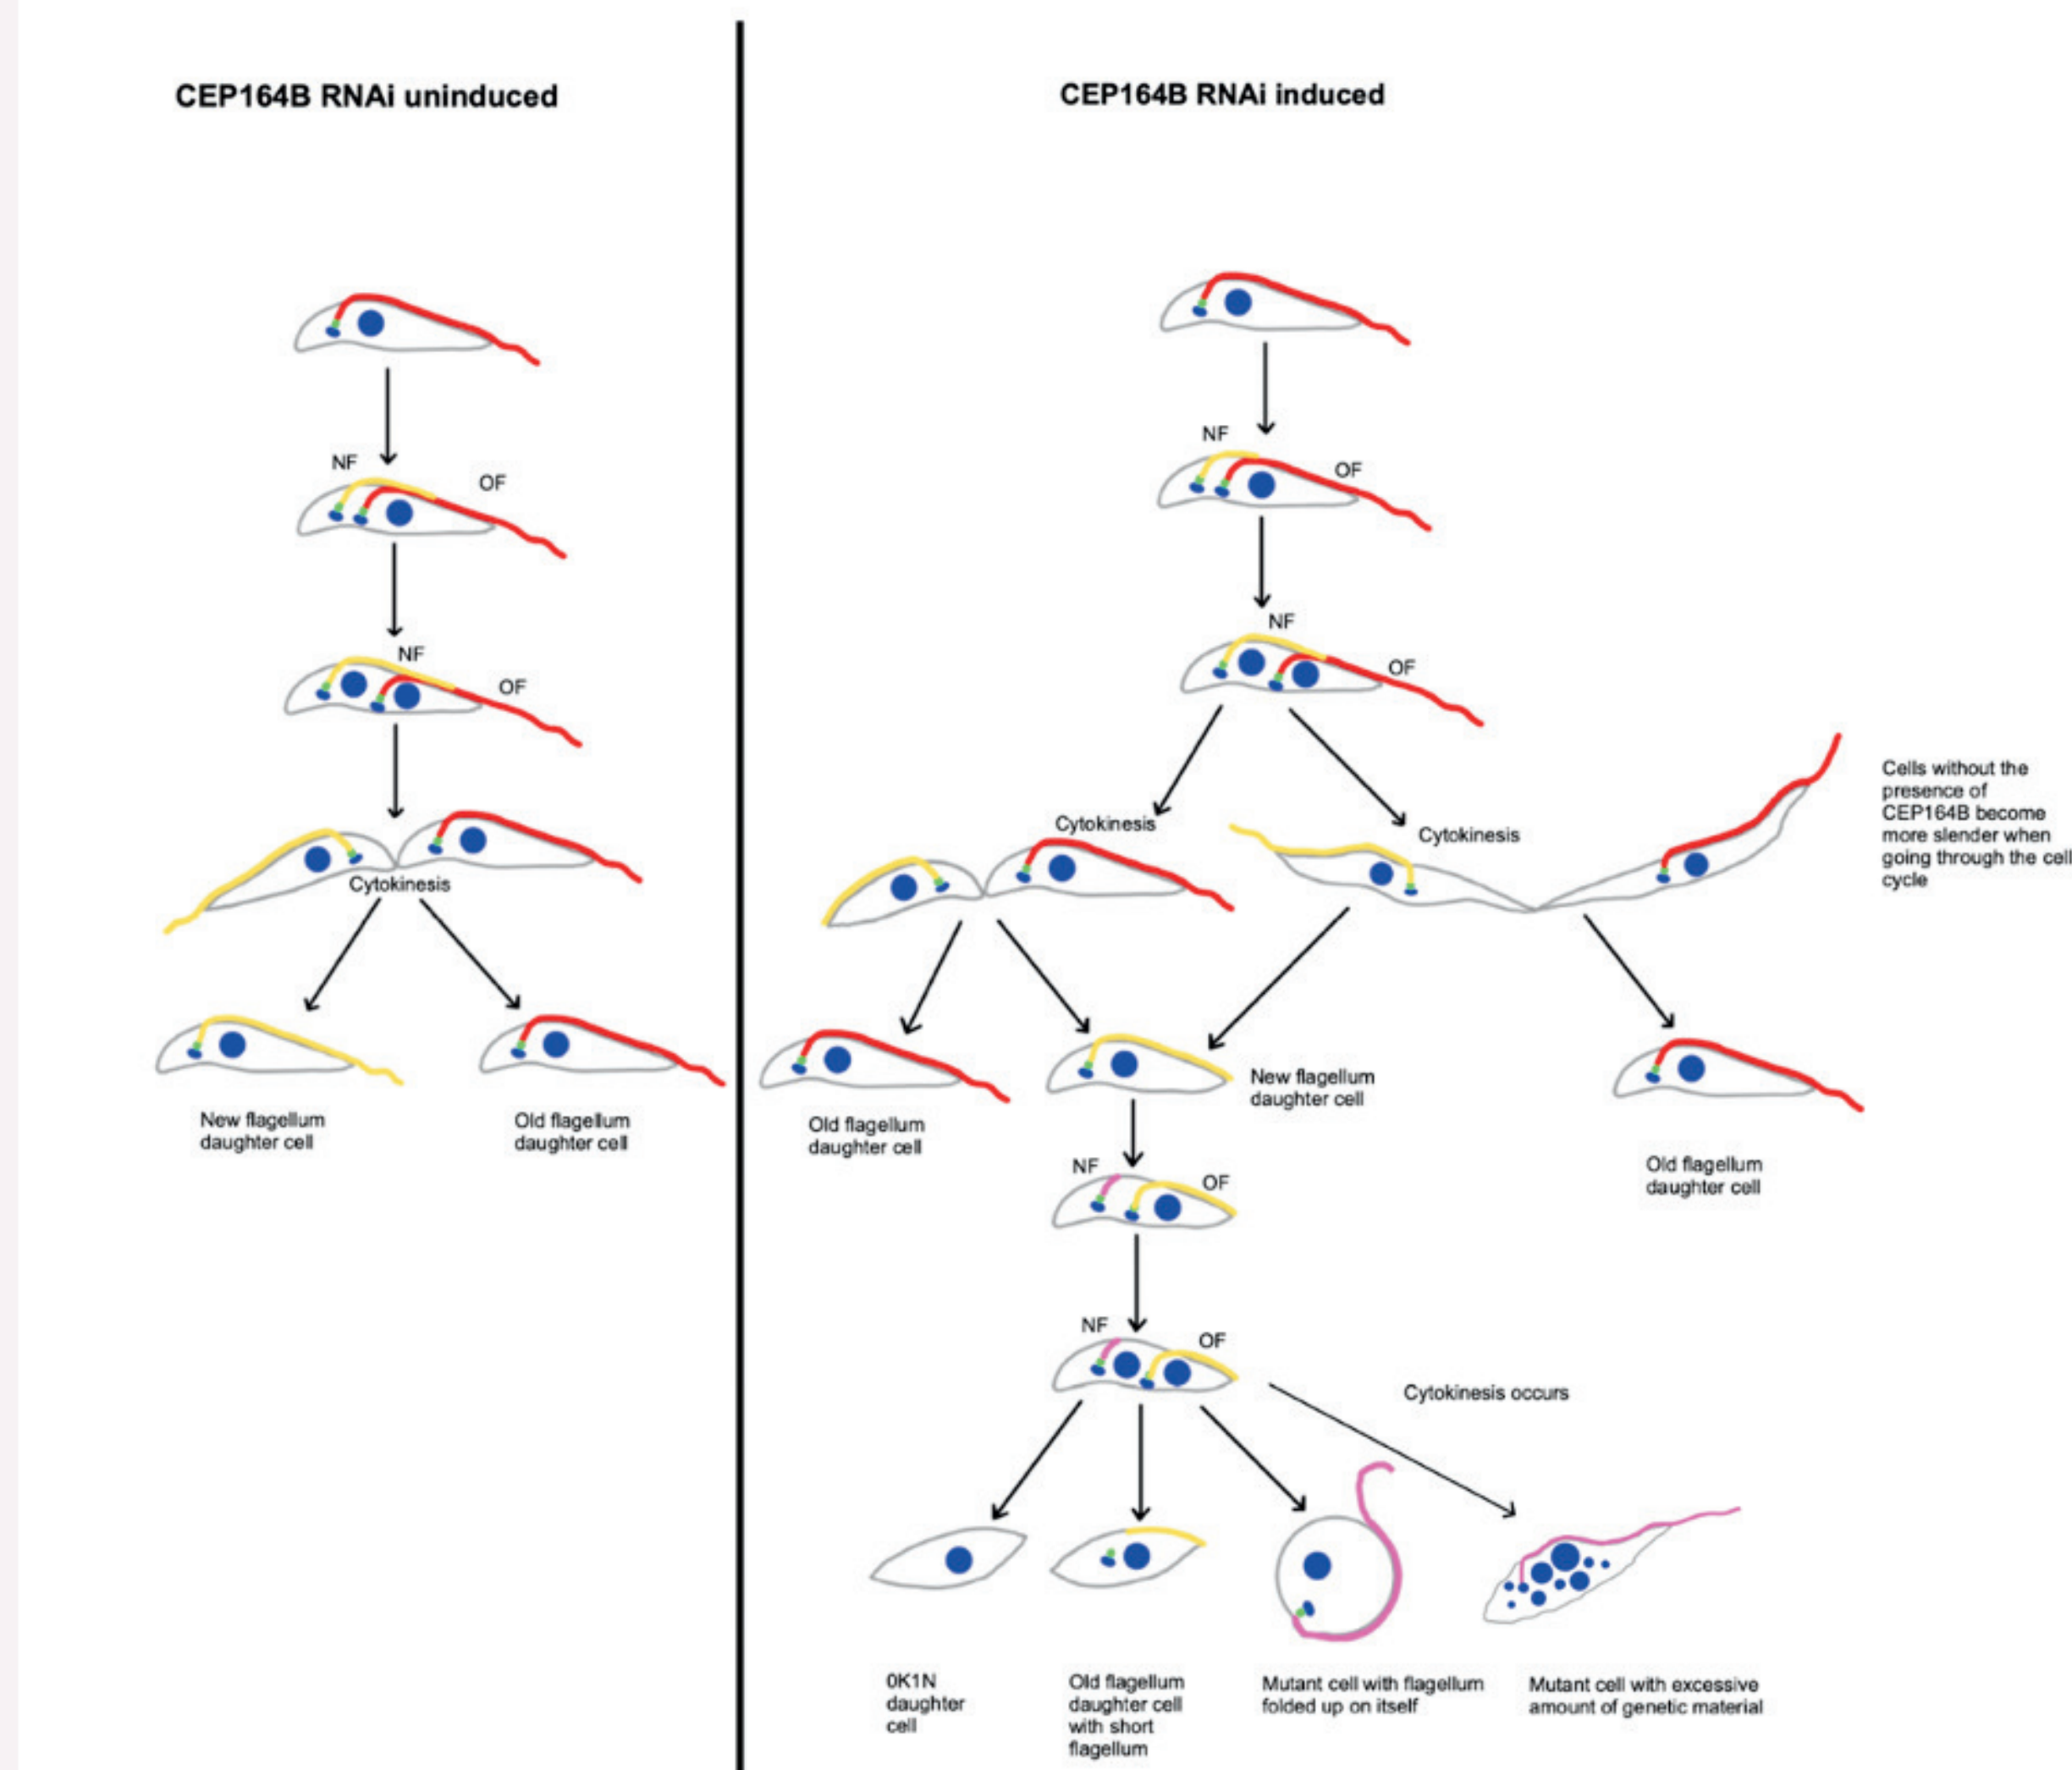 CEP164B RNAi uninduced
NF
OF
NF
OF
Cytokinesis
New flagellum
daughter cell
Old flagellum
daughter cell
CEP164B RNAi induced
NF
OF
NF
OF
Cytokinesis
Cytokinesis
Cells without the
presence of
CEP164B become
more slender when
going through the cell
cycle
Old flagellum
daughter cell
New flagellum
daughter cell
Old flagellum
daughter cell
NF
OF
NF
OF
Cytokinesis occurs
0K1N
daughter
cell
Old flagellum
daughter cell
with short
flagellum
Mutant cell with flagellum
folded up on itself
Mutant cell with excessive
amount of genetic material